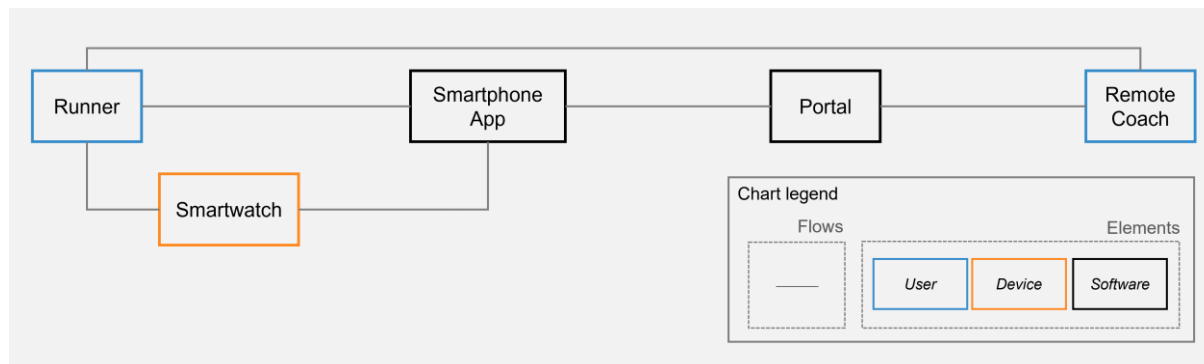 Runner
Smartphone
App
Portal
Remote
Coach
Smartwatch
Chart legend
Flows
Elements
User
Device
Software